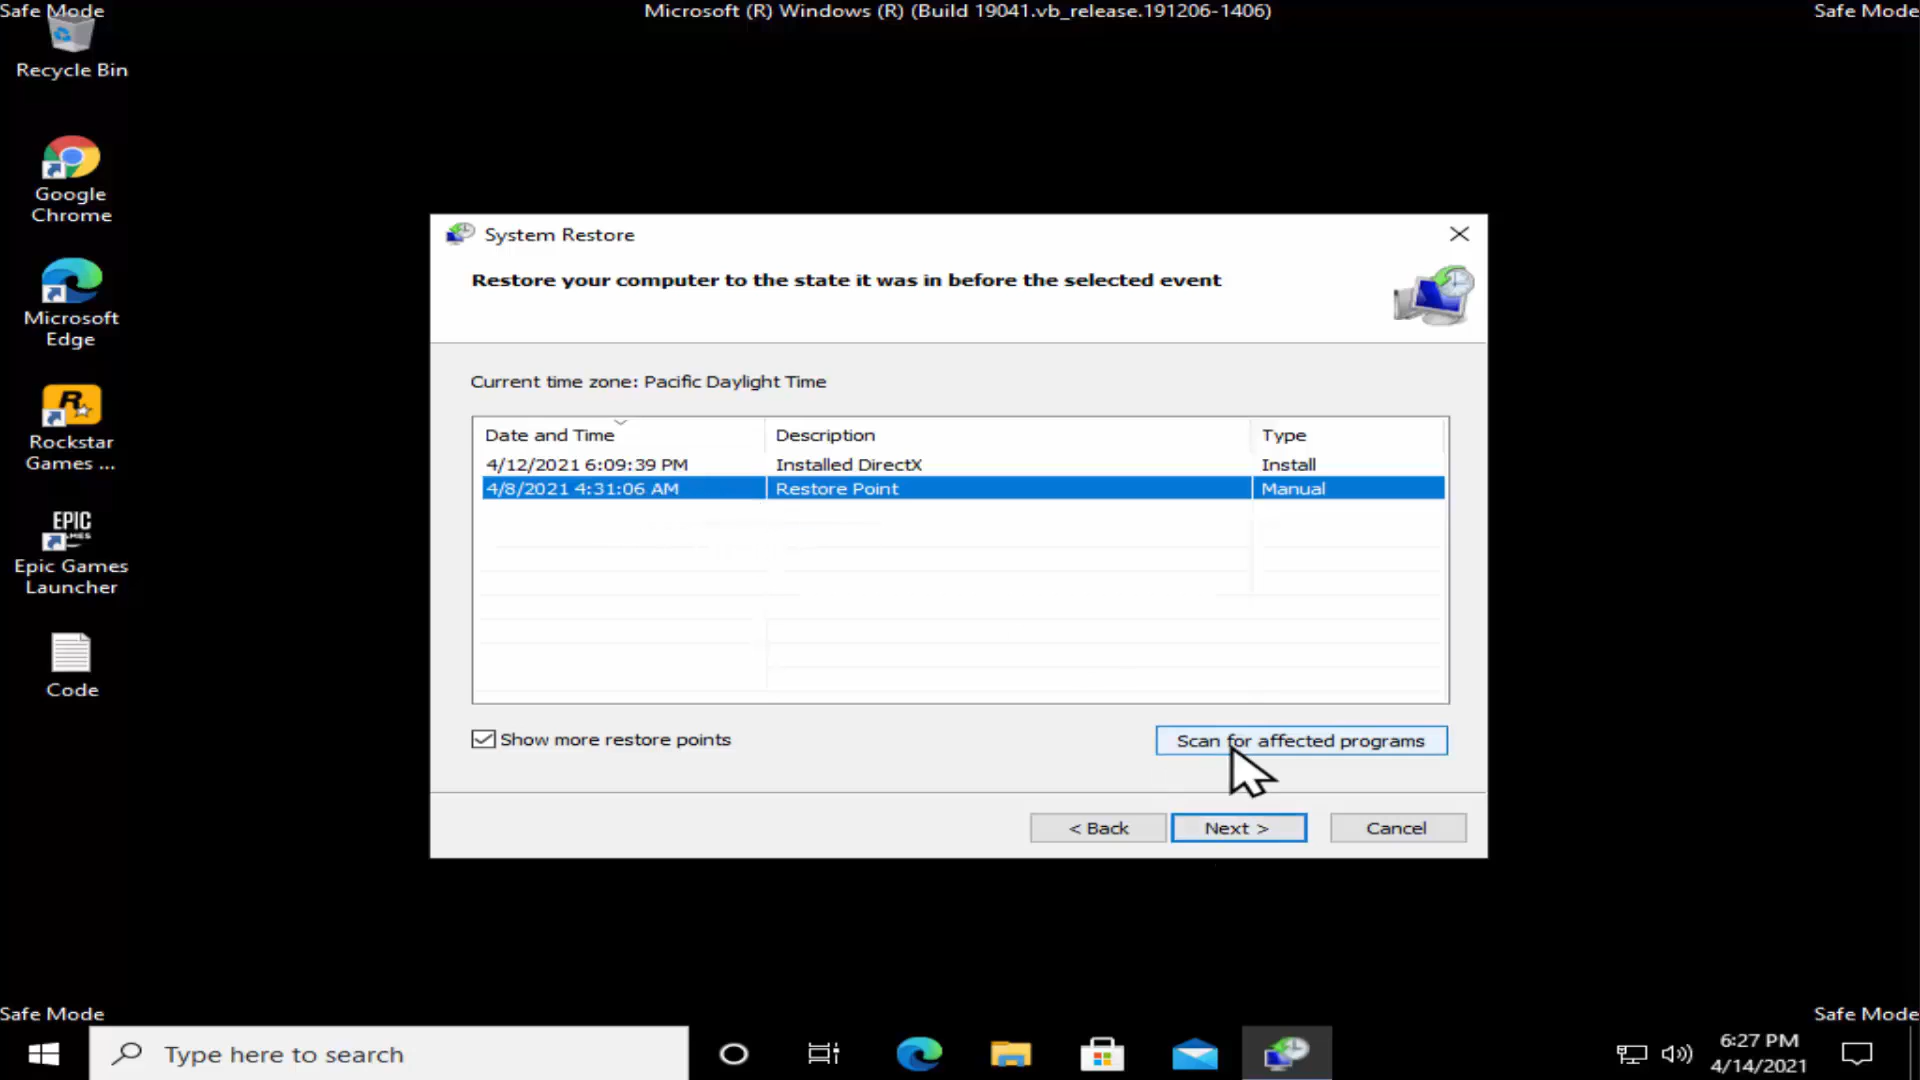 Safe Mode
Microsoft (R) Windows (R) (Build 19041.vb_release.191206-1406)
Safe Mode
Recycle Bin
Google
Chrome
Microsoft
Edge
Rockstar
Games ...
EPIC
Epic Games
Launcher
Code
System Restore
Restore your computer to the state it was in before the selected event
Current time zone: Pacific Daylight Time
Date and Time Description Type
4/12/2021 6:09:39 PM Installed DirectX Install
4/8/2021 4:31:06 AM Restore Point Manual
Show more restore points
Scan for affected programs
< Back Next > Cancel
Safe Mode
Safe Mode
Type here to search
6:27 PM
4/14/2021